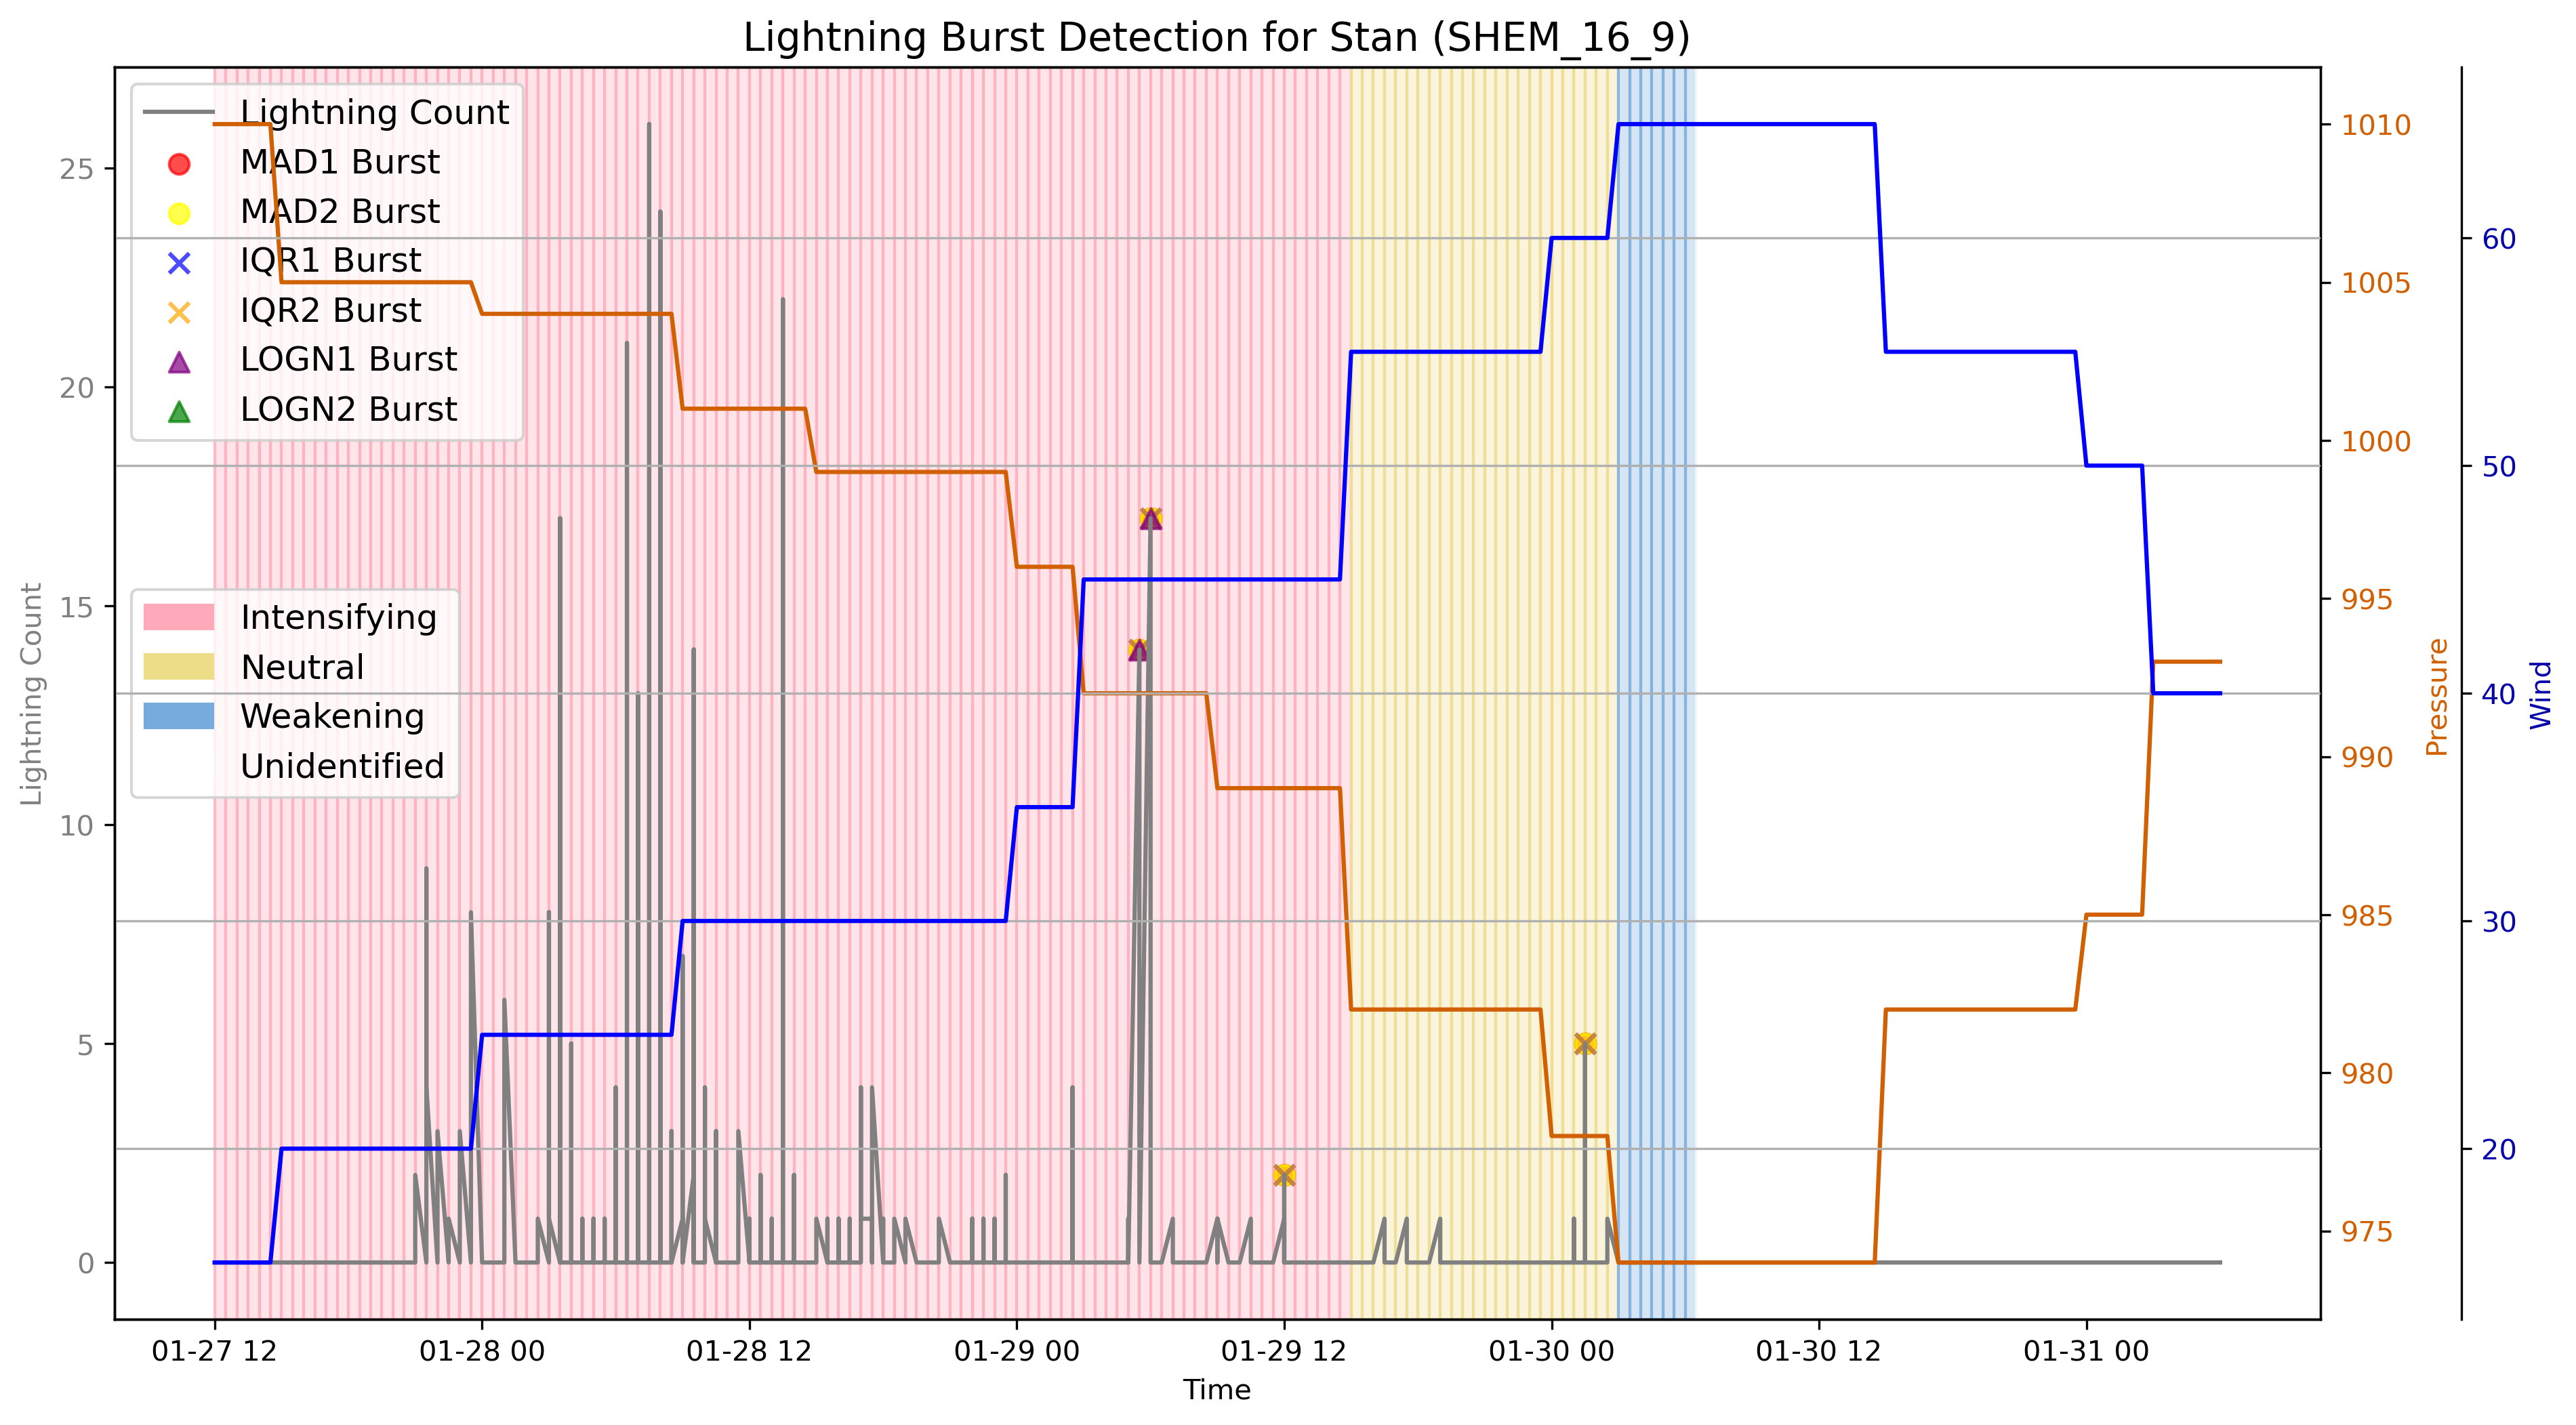 Lightning Burst Detection for Stan (SHEM_16_9)
Lightning Count
MAD1 Burst
MAD2 Burst
IQR1 Burst
IQR2 Burst
LOGN1 Burst
LOGN2 Burst
Intensifying
Neutral
Weakening
Unidentified
Lightning Count
25
20
15
10
5
0
1010
1005
1000
995
990
985
980
975
Pressure
60
50
40
30
20
Wind
01-27 12
01-28 00
01-28 12
01-29 00
01-29 12
01-30 00
01-30 12
01-31 00
Time